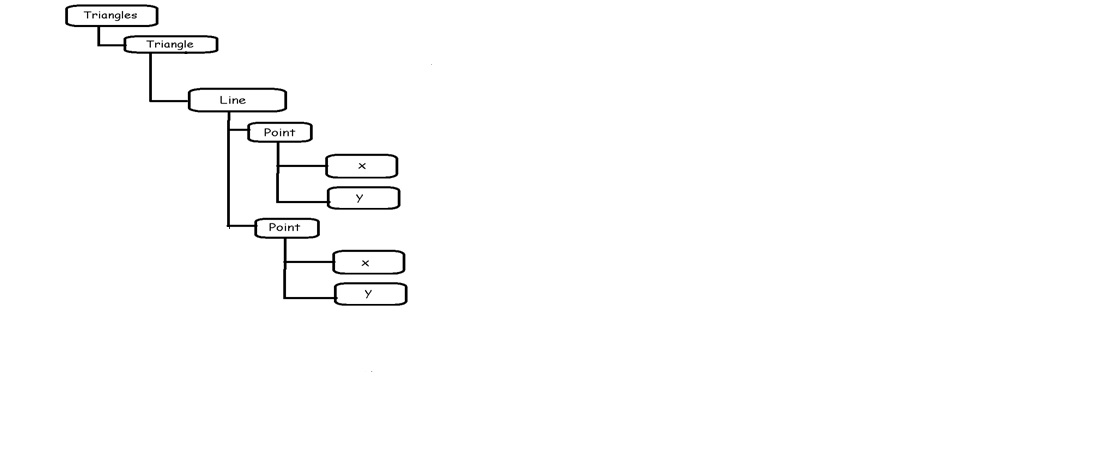 Triangles
Triangle
Line
Point
x
y
Point
x
y